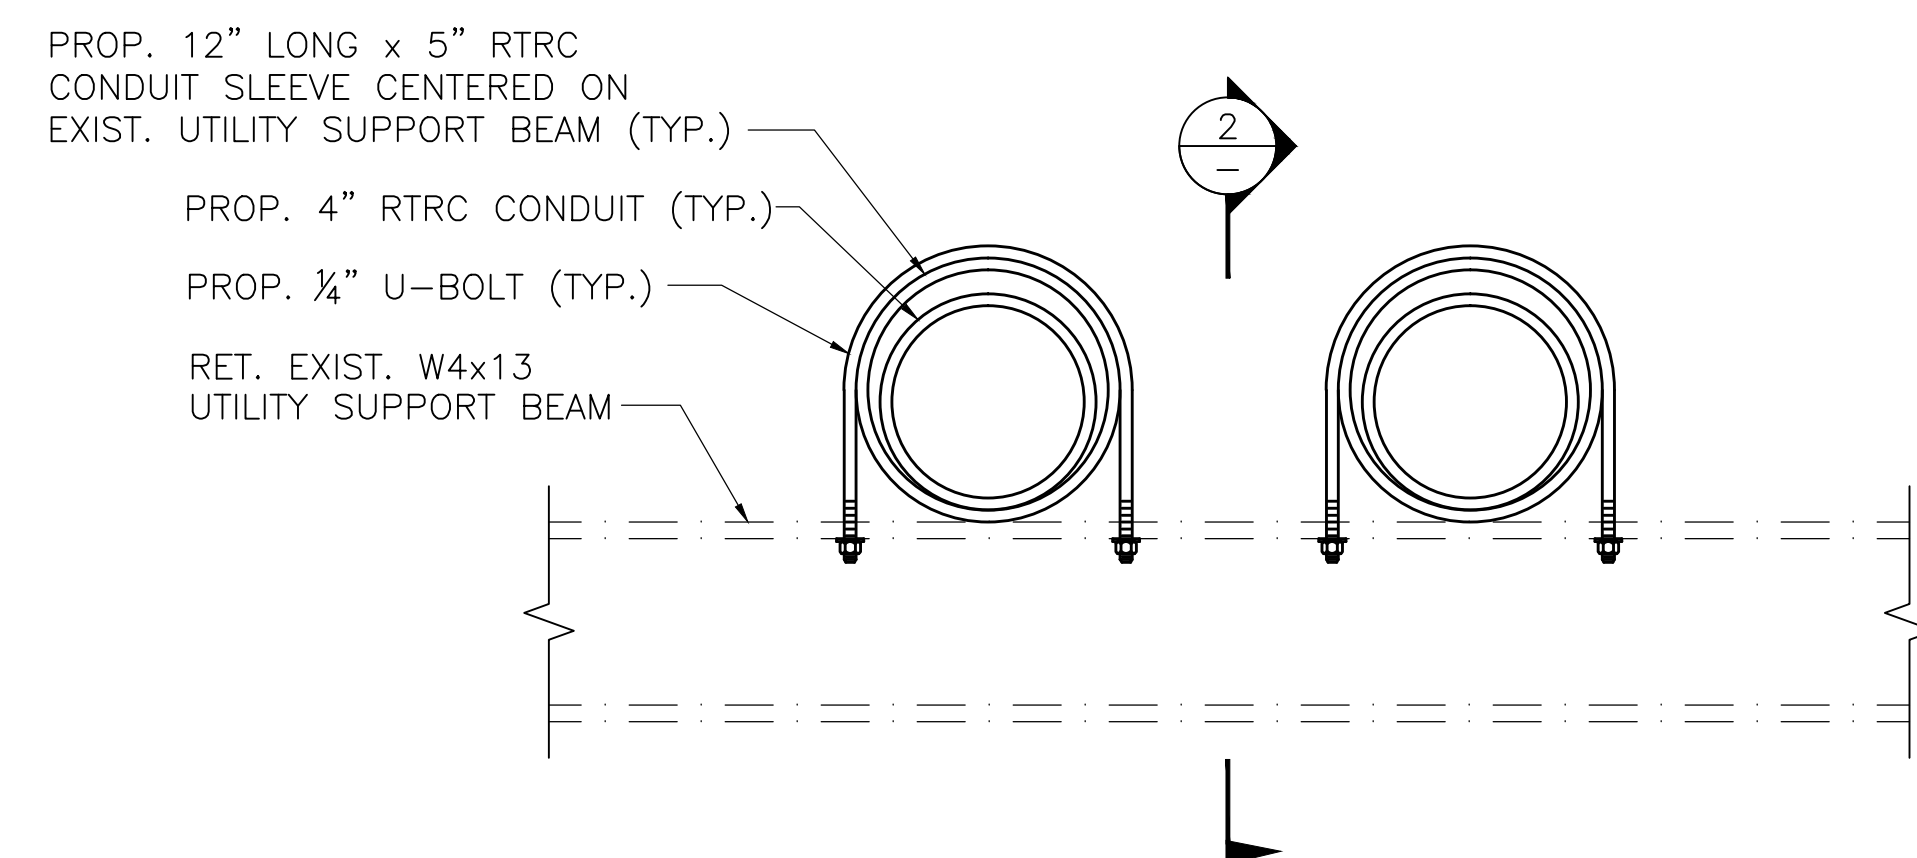 PROP. 12” LONG x 5” RTRC
CONDUIT SLEEVE CENTERED ON
EXIST. UTILITY SUPPORT BEAM (TYP.)
PROP. 4” RTRC CONDUIT (TYP.)
PROP. ¼” U-BOLT (TYP.)
RET. EXIST. W4x13
UTILITY SUPPORT BEAM
2
–